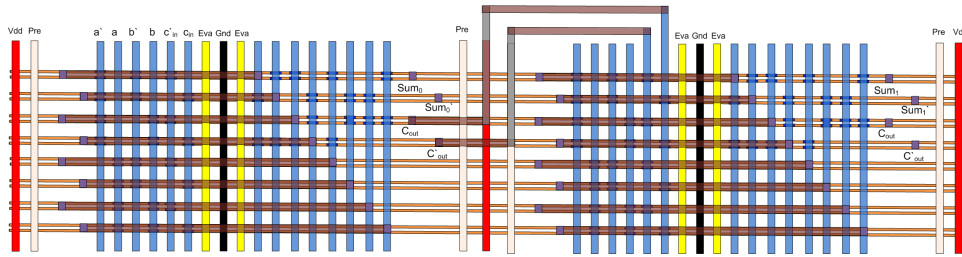 Vdd Pre a` a b` b c`in cin Eva Gnd Eva Pre Eva Gnd Eva Pre Vd
Sum0 Sum1
Sum0` Sum1`
Cout Cout
C`out C`out